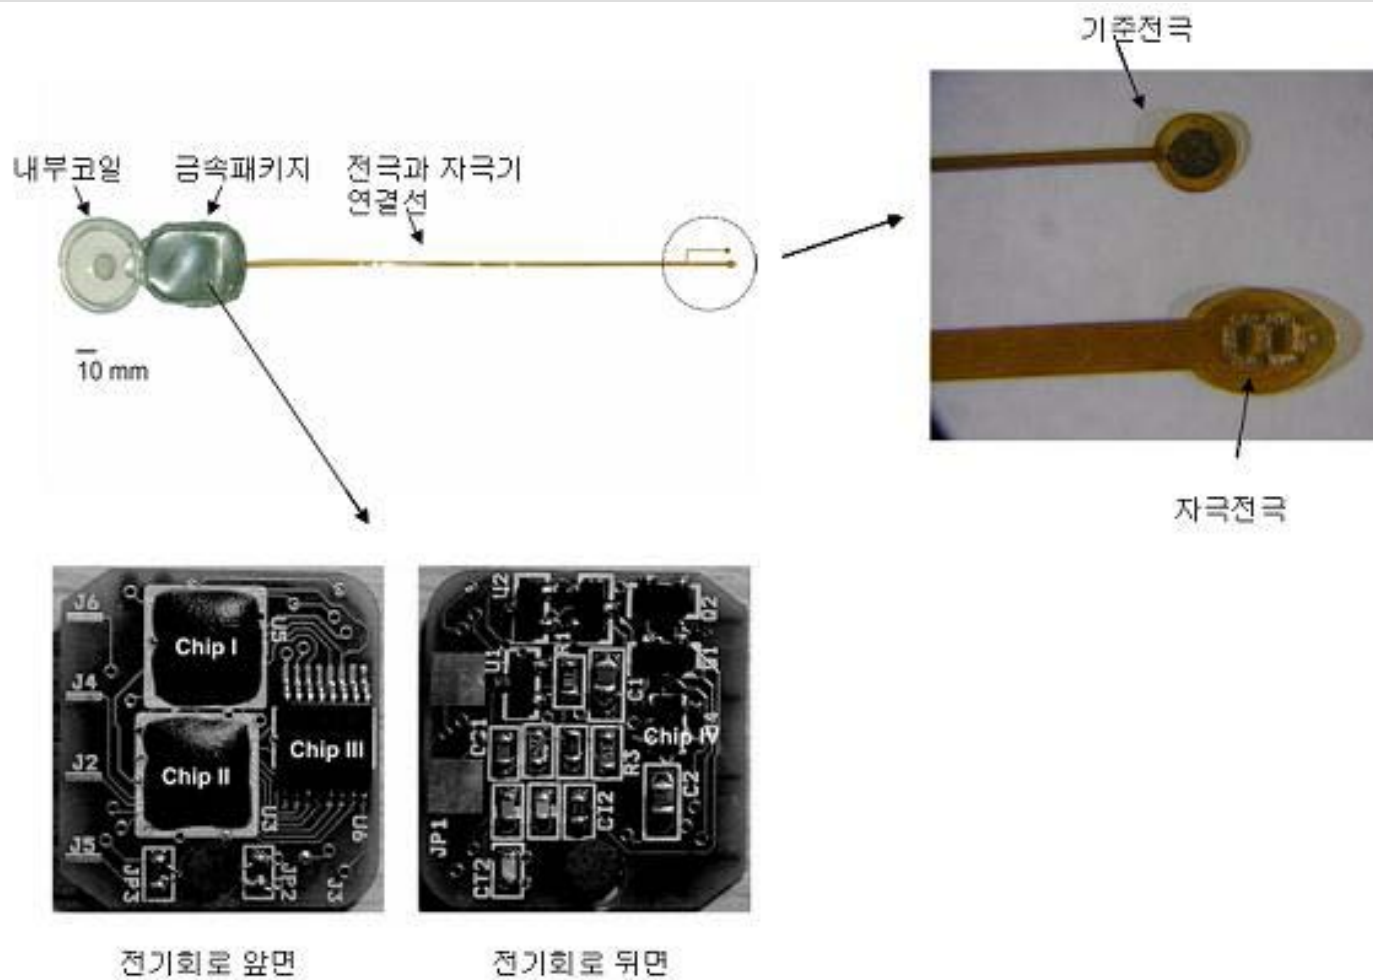 기준전극
내부코일
금속패키지
전극과 자극기
연결선
10 mm
자극전극
J6
J4
J2
J5
JP3
JP2
J3
U5
U3
U6
Chip I
Chip II
Chip III
U2
R1
U1
C1
C21
R3
Chip IV
C2
JP1
CI2
CT2
전기회로 앞면
전기회로 뒤면